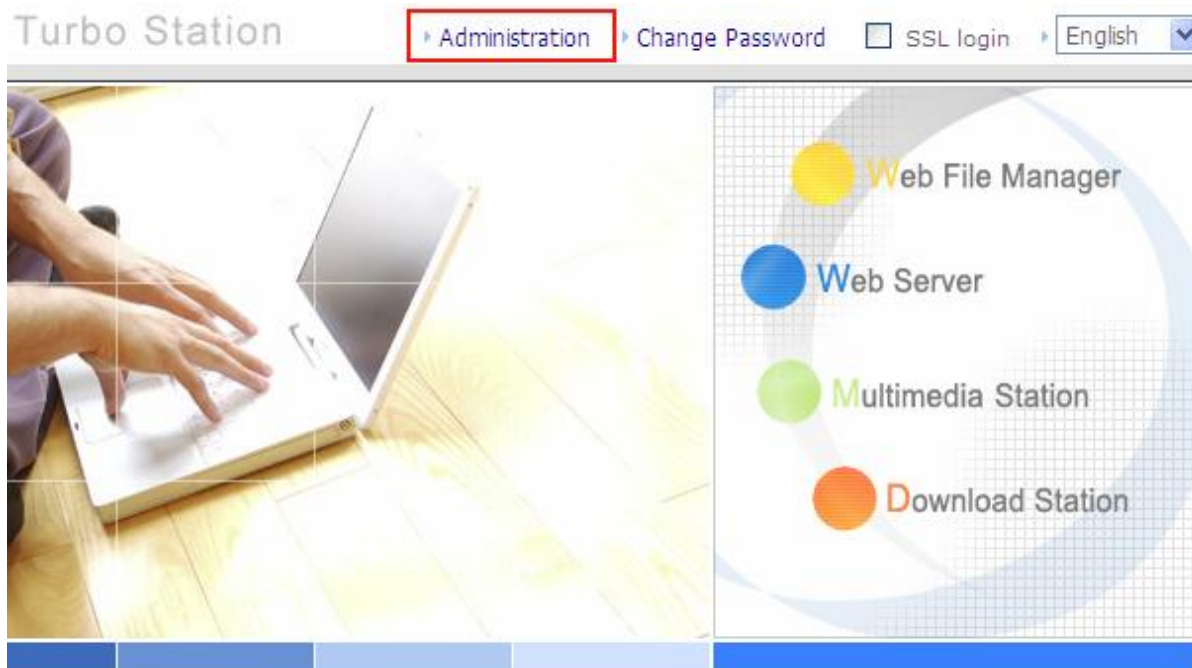 Turbo Station
Administration
Change Password
SSL login
English
Web File Manager
Web Server
Multimedia Station
Download Station